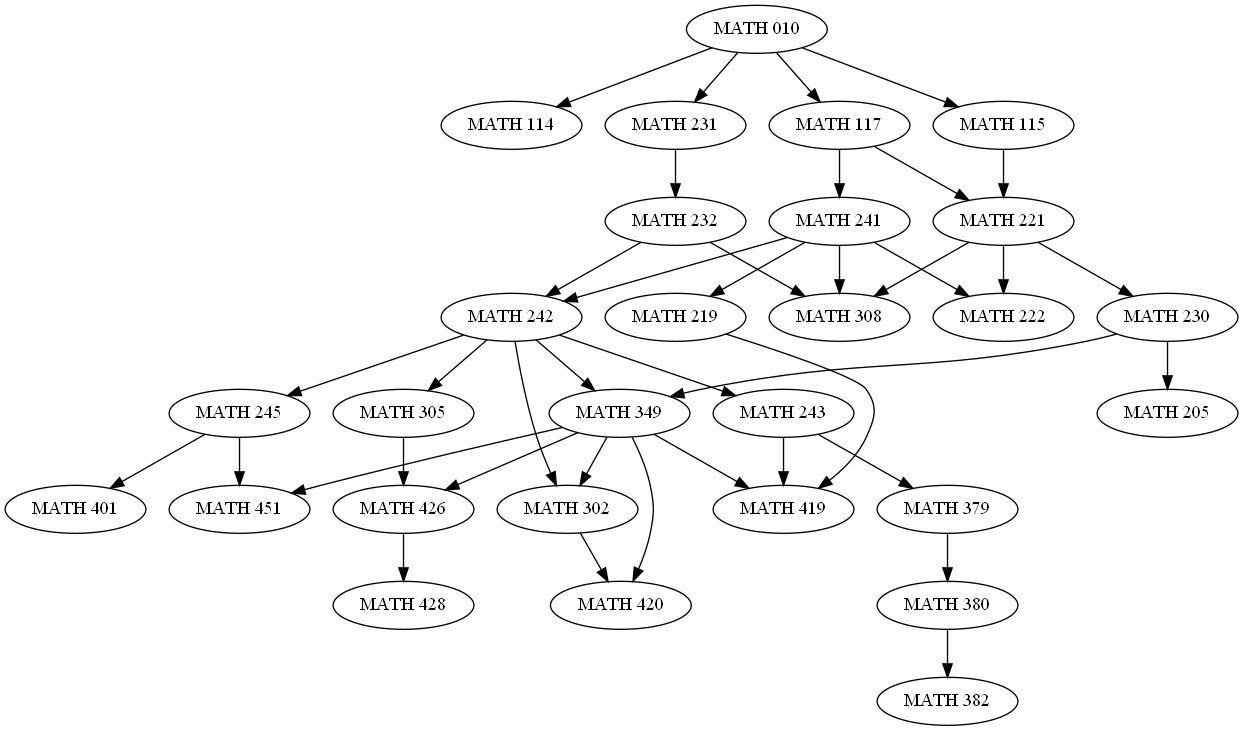 MATH 010
MATH 114
MATH 231
MATH 117
MATH 115
MATH 232
MATH 241
MATH 221
MATH 242
MATH 219
MATH 308
MATH 222
MATH 230
MATH 245
MATH 305
MATH 349
MATH 243
MATH 205
MATH 401
MATH 451
MATH 426
MATH 302
MATH 419
MATH 379
MATH 428
MATH 420
MATH 380
MATH 382